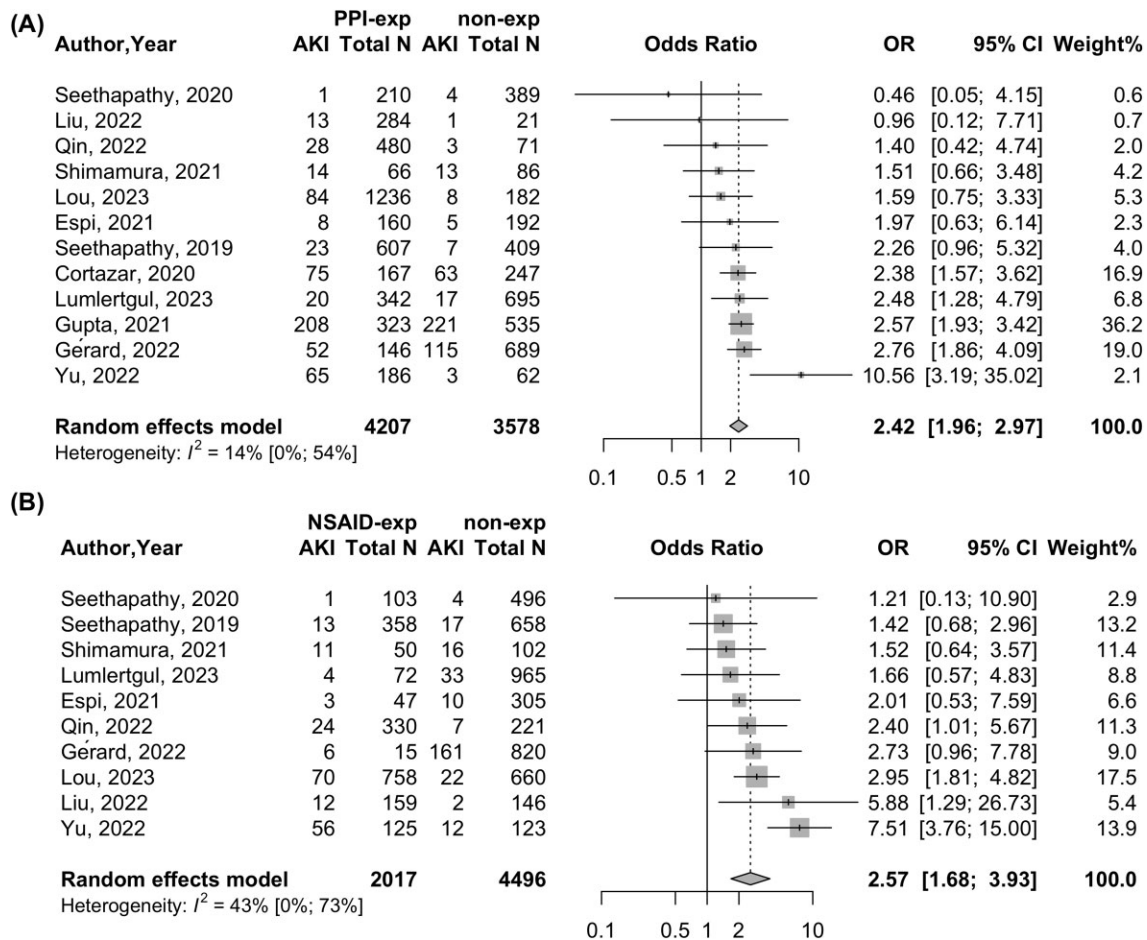 (A) PPI-exp non-exp
Author,Year AKI Total N AKI Total N Odds Ratio OR 95% CI Weight%
Seethapathy, 2020 1 210 4 389 0.46 [0.05; 4.15] 0.6
Liu, 2022 13 284 1 21 0.96 [0.12; 7.71] 0.7
Qin, 2022 28 480 3 71 1.40 [0.42; 4.74] 2.0
Shimamura, 2021 14 66 13 86 1.51 [0.66; 3.48] 4.2
Lou, 2023 84 1236 8 182 1.59 [0.75; 3.33] 5.3
Espi, 2021 8 160 5 192 1.97 [0.63; 6.14] 2.3
Seethapathy, 2019 23 607 7 409 2.26 [0.96; 5.32] 4.0
Cortazar, 2020 75 167 63 247 2.38 [1.57; 3.62] 16.9
Lumlertgul, 2023 20 342 17 695 2.48 [1.28; 4.79] 6.8
Gupta, 2021 208 323 221 535 2.57 [1.93; 3.42] 36.2
Gérard, 2022 52 146 115 689 2.76 [1.86; 4.09] 19.0
Yu, 2022 65 186 3 62 10.56 [3.19; 35.02] 2.1
Random effects model 4207 3578 2.42 [1.96; 2.97] 100.0
Heterogeneity: I² = 14% [0%; 54%]
0.1 0.5 1 2 10
(B) NSAID-exp non-exp
Author,Year AKI Total N AKI Total N Odds Ratio OR 95% CI Weight%
Seethapathy, 2020 1 103 4 496 1.21 [0.13; 10.90] 2.9
Seethapathy, 2019 13 358 17 658 1.42 [0.68; 2.96] 13.2
Shimamura, 2021 11 50 16 102 1.52 [0.64; 3.57] 11.4
Lumlertgul, 2023 4 72 33 965 1.66 [0.57; 4.83] 8.8
Espi, 2021 3 47 10 305 2.01 [0.53; 7.59] 6.6
Qin, 2022 24 330 7 221 2.40 [1.01; 5.67] 11.3
Gérard, 2022 6 15 161 820 2.73 [0.96; 7.78] 9.0
Lou, 2023 70 758 22 660 2.95 [1.81; 4.82] 17.5
Liu, 2022 12 159 2 146 5.88 [1.29; 26.73] 5.4
Yu, 2022 56 125 12 123 7.51 [3.76; 15.00] 13.9
Random effects model 2017 4496 2.57 [1.68; 3.93] 100.0
Heterogeneity: I² = 43% [0%; 73%]
0.1 0.5 1 2 10